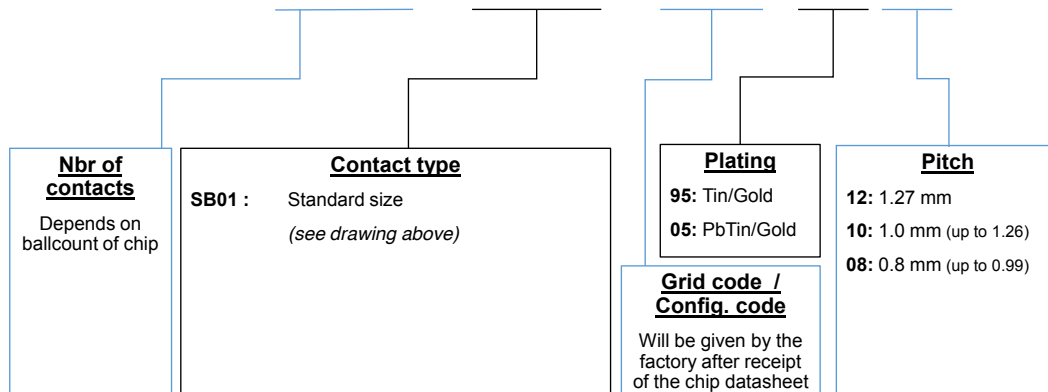 Nbr of
contacts
Depends on
ballcount of chip
Contact type
SB01 : Standard size
(see drawing above)
Plating
95: Tin/Gold
05: PbTin/Gold
Grid code /
Config. code
Will be given by the
factory after receipt
of the chip datasheet
Pitch
12: 1.27 mm
10: 1.0 mm (up to 1.26)
08: 0.8 mm (up to 0.99)